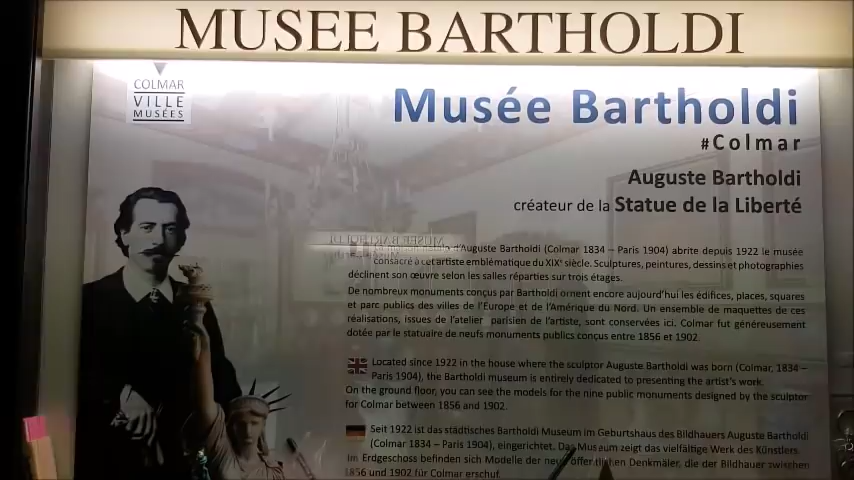 MUSEE BARTHOLDI
COLMAR
VILLE
MUSÉES
Musée Bartholdi
#Colmar
Auguste Bartholdi
créateur de la Statue de la Liberté
d'Auguste Bartholdi (Colmar 1834 – Paris 1904) abrite depuis 1922 le musée
consacré à cet artiste emblématique du XIXe siècle. Sculptures, peintures, dessins et photographies
déclinent son œuvre selon les salles réparties sur trois étages.
De nombreux monuments conçus par Bartholdi ornent encore aujourd'hui les édifices, places, squares
et parc publics des villes de l'Europe et de l'Amérique du Nord. Un ensemble de maquettes de ces
réalisations, issues de l'atelier parisien de l'artiste, sont conservées ici. Colmar fut généreusement
dotée par le statuaire de neufs monuments publics conçus entre 1856 et 1902.
Located since 1922 in the house where the sculptor Auguste Bartholdi was born (Colmar, 1834 –
Paris 1904), the Bartholdi museum is entirely dedicated to presenting the artist's work.
On the ground floor, you can see the models for the nine public monuments designed by the sculptor
for Colmar between 1856 and 1902.
Seit 1922 ist das städtisches Bartholdi Museum im Geburtshaus des Bildhauers Auguste Bartholdi
(Colmar 1834 – Paris 1904), eingerichtet. Das Museum zeigt das vielfältige Werk des Künstlers.
Im Erdgeschoss befinden sich Modelle der neun öffentlichen Denkmäler, die der Bildhauer zwischen
1856 und 1902 für Colmar erschuf.